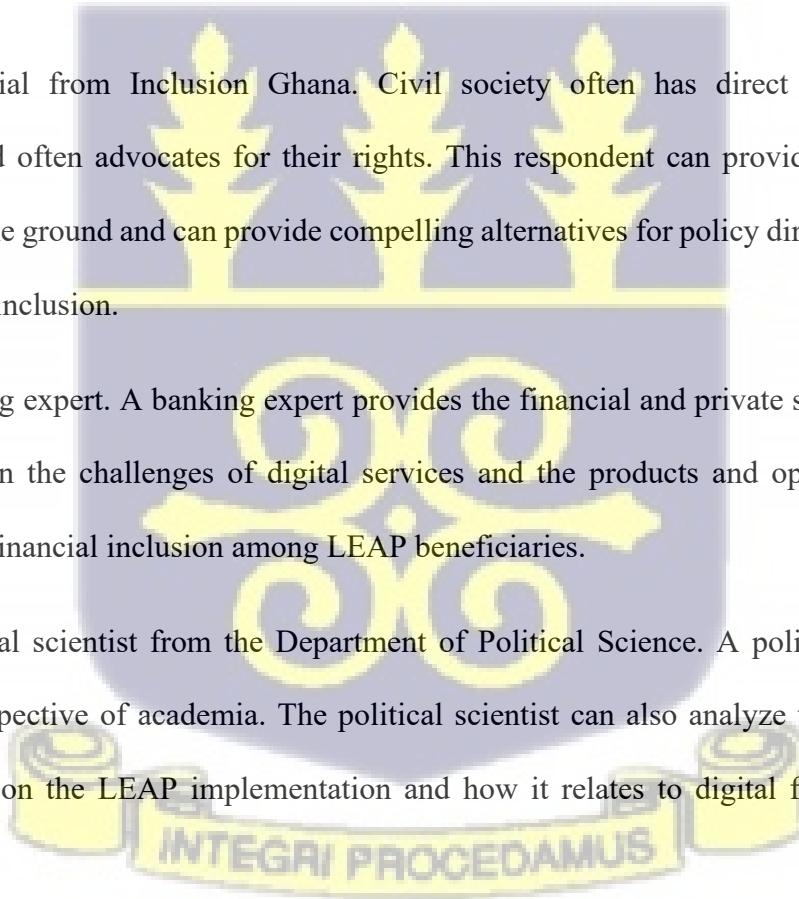 ial from Inclusion Ghana. Civil society often has direct
d often advocates for their rights. This respondent can provid
e ground and can provide compelling alternatives for policy dir
inclusion.
g expert. A banking expert provides the financial and private s
n the challenges of digital services and the products and op
inancial inclusion among LEAP beneficiaries.
al scientist from the Department of Political Science. A poli
pective of academia. The political scientist can also analyze
on the LEAP implementation and how it relates to digital f
INTEGRI PROCEDAMUS